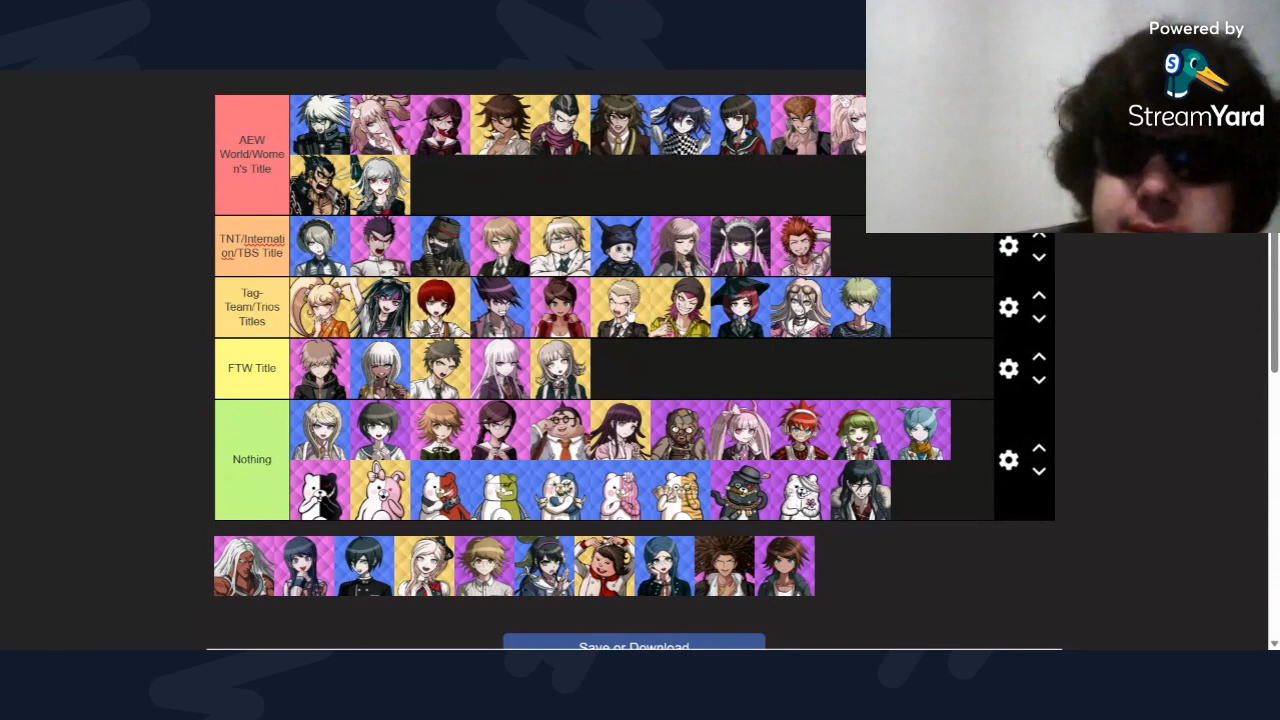 Powered by
StreamYard
AEW
World/Wome
n's Title
TNT/Internati
on/TBS Title
Tag-
Team/Trios
Titles
FTW Title
Nothing
Save or Download